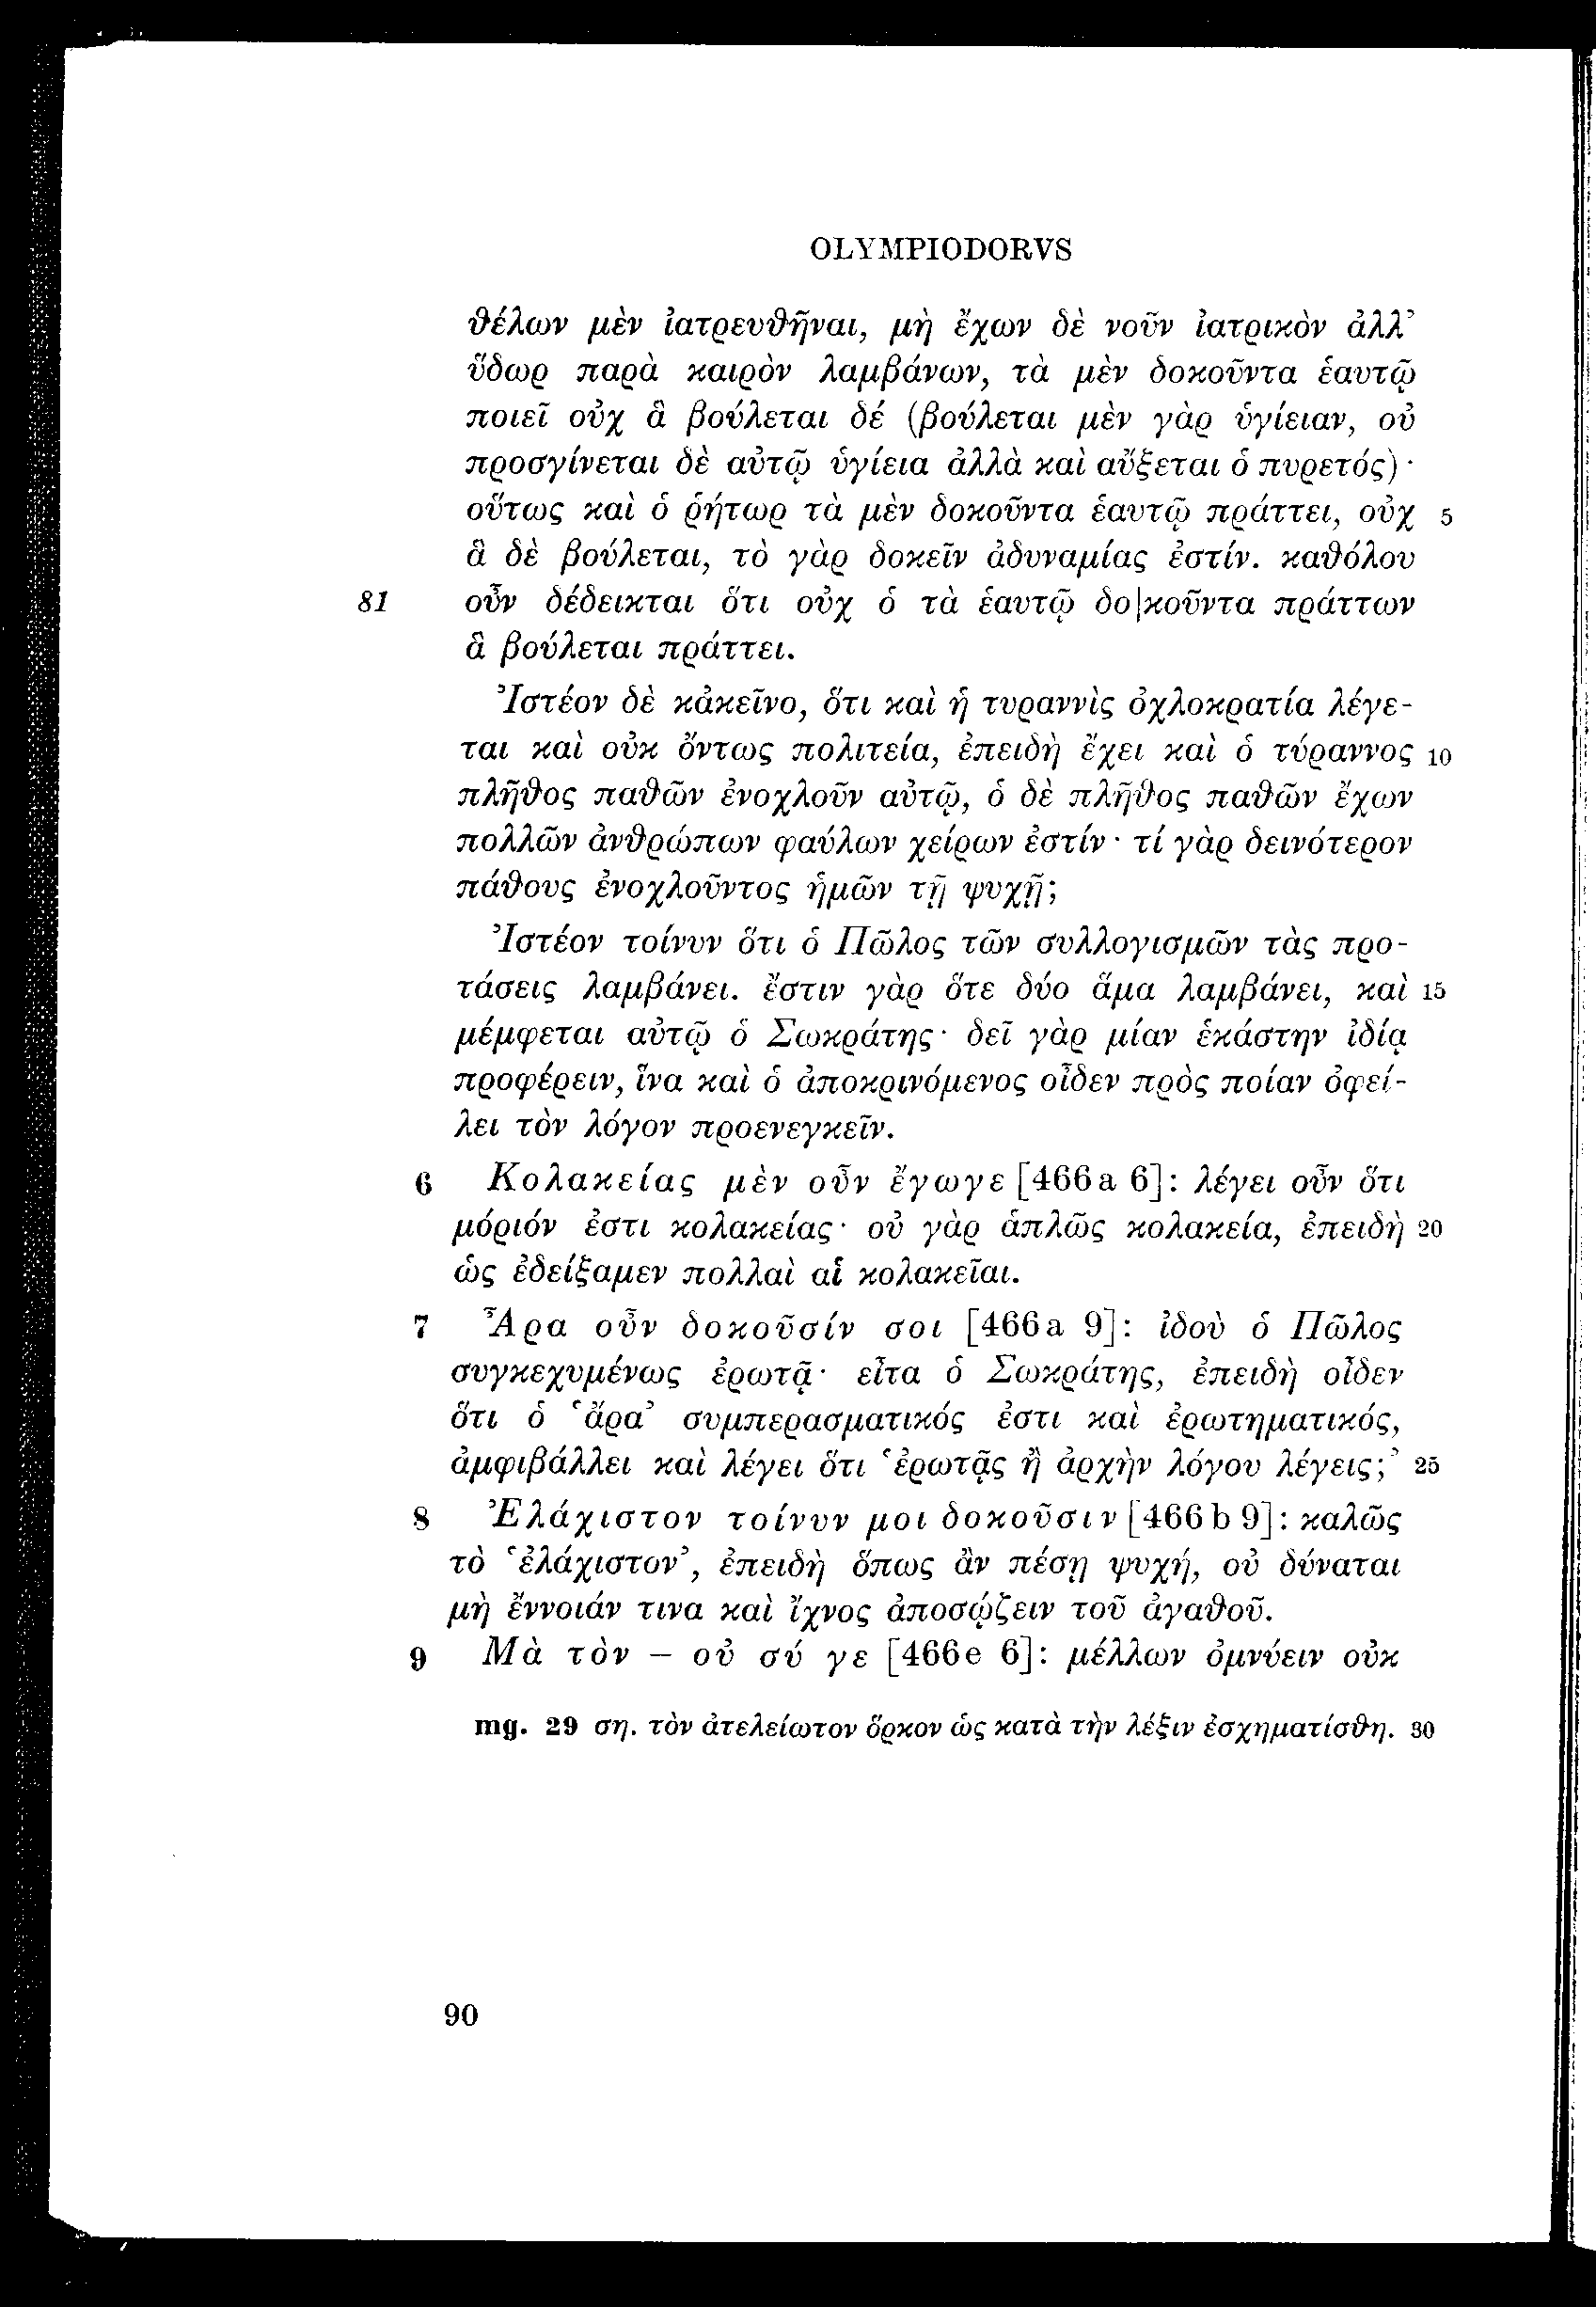 OLYMPIODORVS
θέλων μὲν ἰατρευθῆναι, μὴ ἔχων δὲ νοῦν ἰατρικὸν ἀλλ’
ὕδωρ παρὰ καιρὸν λαμβάνων, τὰ μὲν δοκοῦντα ἑαυτῷ
ποιεῖ οὐχ ἃ βούλεται δέ (βούλεται μὲν γὰρ ὑγίειαν, οὐ
προσγίνεται δὲ αὐτῷ ὑγίεια ἀλλὰ καὶ αὔξεται ὁ πυρετός)·
οὕτως καὶ ὁ ῥήτωρ τὰ μὲν δοκοῦντα ἑαυτῷ πράττει, οὐχ 5
ἃ δὲ βούλεται, τὸ γὰρ δοκεῖν ἀδυναμίας ἐστίν. καθόλου
81 οὖν δέδεικται ὅτι οὐχ ὁ τὰ ἑαυτῷ δο|κοῦντα πράττων
ἃ βούλεται πράττει.
Ἰστέον δὲ κἀκεῖνο, ὅτι καὶ ἡ τυραννὶς ὀχλοκρατία λέγε-
ται καὶ οὐκ ὄντως πολιτεία, ἐπειδὴ ἔχει καὶ ὁ τύραννος 10
πλῆθος παθῶν ἐνοχλοῦν αὐτῷ, ὁ δὲ πλῆθος παθῶν ἔχων
πολλῶν ἀνθρώπων φαύλων χείρων ἐστίν· τί γὰρ δεινότερον
πάθους ἐνοχλοῦντος ἡμῶν τῇ ψυχῇ;
Ἰστέον τοίνυν ὅτι ὁ Πῶλος τῶν συλλογισμῶν τὰς προ-
τάσεις λαμβάνει. ἔστιν γὰρ ὅτε δύο ἅμα λαμβάνει, καὶ 15
μέμφεται αὐτῷ ὁ Σωκράτης· δεῖ γὰρ μίαν ἑκάστην ἰδίᾳ
προφέρειν, ἵνα καὶ ὁ ἀποκρινόμενος οἶδεν πρὸς ποίαν ὀφεί-
λει τὸν λόγον προενεγκεῖν.
6 Κολακείας μὲν οὖν ἔγωγε [466a 6]: λέγει οὖν ὅτι
μόριόν ἐστι κολακείας· οὐ γὰρ ἁπλῶς κολακεία, ἐπειδὴ 20
ὡς ἐδείξαμεν πολλαὶ αἱ κολακεῖαι.
7 Ἆρα οὖν δοκοῦσίν σοι [466a 9]: ἰδοὺ ὁ Πῶλος
συγκεχυμένως ἐρωτᾷ· εἶτα ὁ Σωκράτης, ἐπειδὴ οἶδεν
ὅτι ὁ ‘ἄρα’ συμπερασματικός ἐστι καὶ ἐρωτηματικός,
ἀμφιβάλλει καὶ λέγει ὅτι ‘ἐρωτᾷς ἢ ἀρχὴν λόγου λέγεις;’ 25
8 Ἐλάχιστον τοίνυν μοι δοκοῦσιν [466b 9]: καλῶς
τὸ ‘ἐλάχιστον’, ἐπειδὴ ὅπως ἂν πέσῃ ψυχή, οὐ δύναται
μὴ ἔννοιάν τινα καὶ ἴχνος ἀποσῴζειν τοῦ ἀγαθοῦ.
9 Μὰ τὸν – οὐ σύ γε [466e 6]: μέλλων ὀμνύειν οὐκ
mg. 29 ση. τὸν ἀτελείωτον ὅρκον ὡς κατὰ τὴν λέξιν ἐσχηματίσθη. 30
90